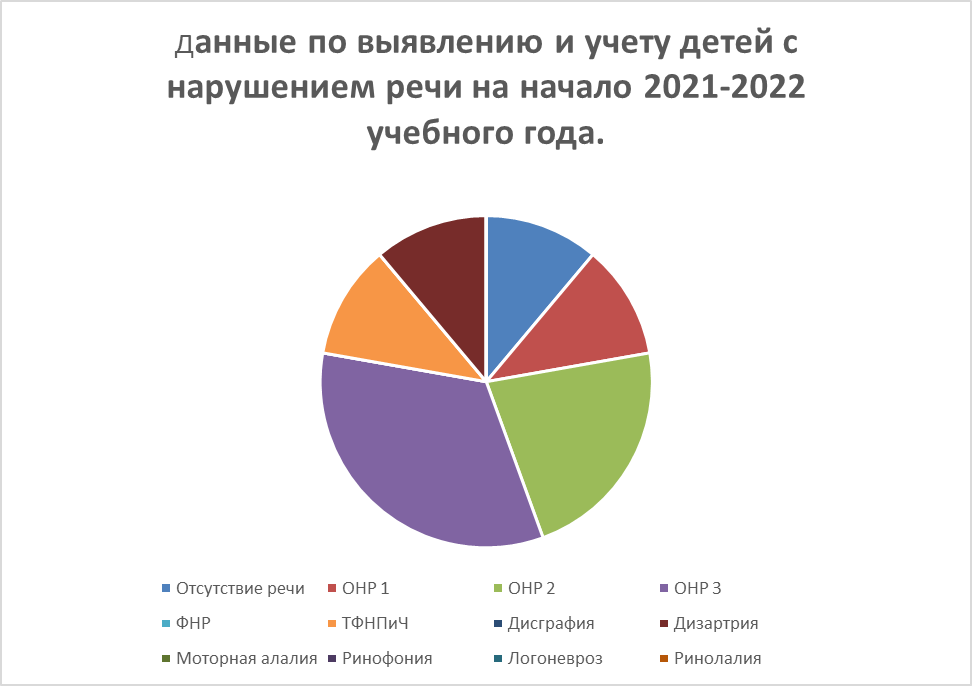 данные по выявлению и учету детей с
нарушением речи на начало 2021-2022
учебного года.
Отсутствие речи ОНР 1 ОНР 2 ОНР 3
ФНР ТФНПиЧ Дисграфия Дизартрия
Моторная алалия Ринофония Логоневроз Ринолалия